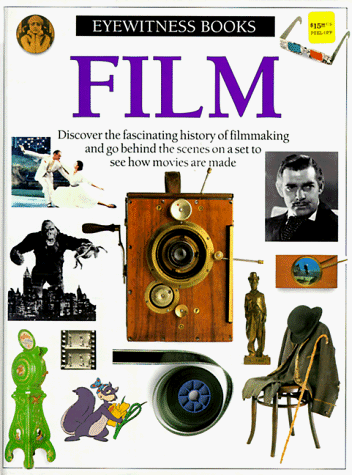 EYEWITNESS BOOKS
$15
FILM
Discover the fascinating history of filmmaking
and go behind the scenes on a set to
see how movies are made